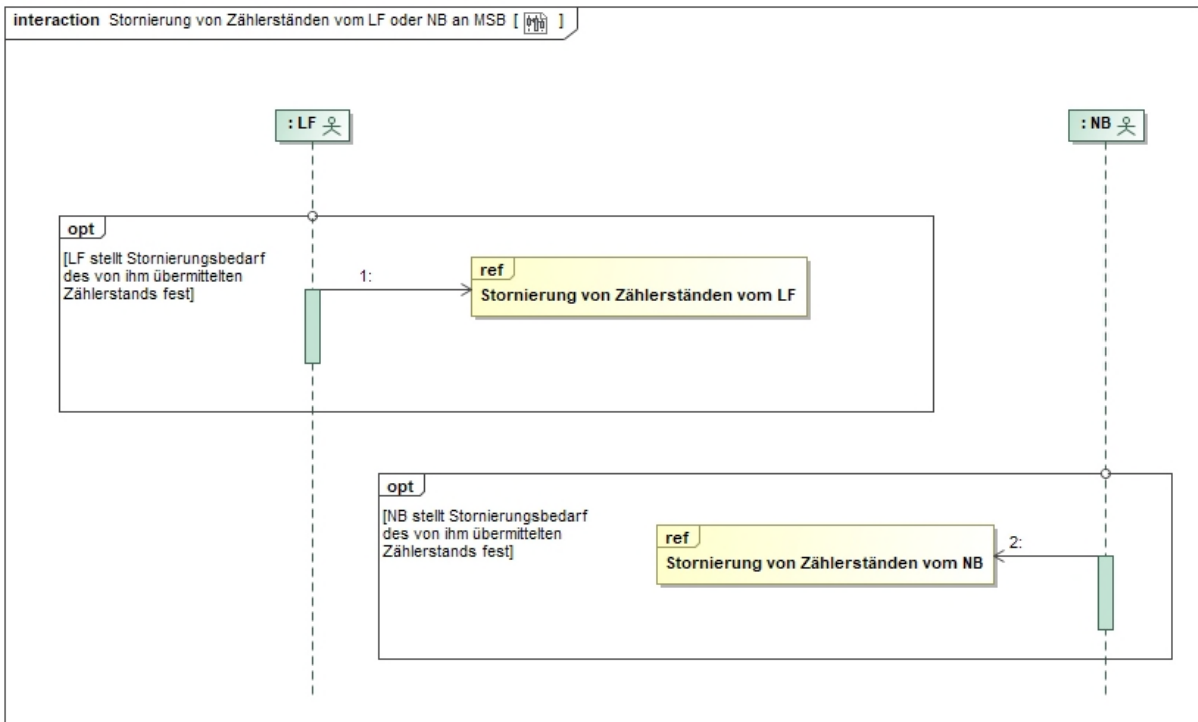 interaction Stornierung von Zählerständen vom LF oder NB an MSB [ ]
: LF
: NB
opt
[LF stellt Stornierungsbedarf
des von ihm übermittelten
Zählerstands fest]
1:
ref
Stornierung von Zählerständen vom LF
opt
[NB stellt Stornierungsbedarf
des von ihm übermittelten
Zählerstands fest]
ref
2:
Stornierung von Zählerständen vom NB